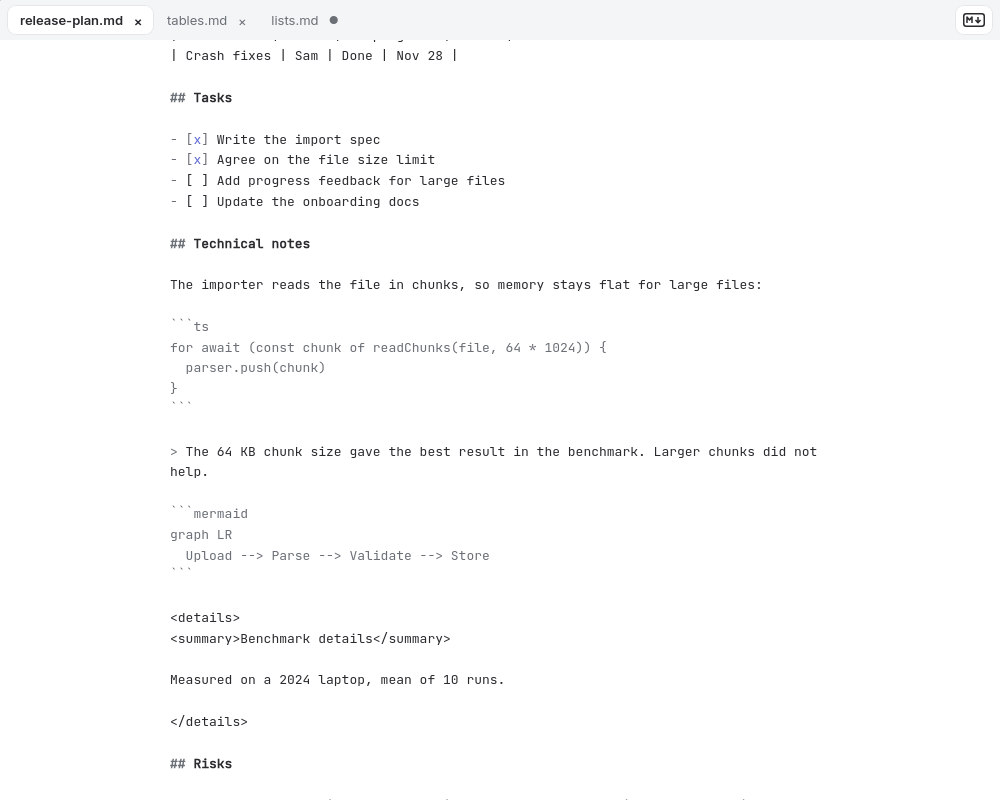 release-plan.md ×
tables.md ×
lists.md
M
| Crash fixes | Sam | Done | Nov 28 |
## Tasks
- [x] Write the import spec
- [x] Agree on the file size limit
- [ ] Add progress feedback for large files
- [ ] Update the onboarding docs
## Technical notes
The importer reads the file in chunks, so memory stays flat for large files:
```ts
for await (const chunk of readChunks(file, 64 * 1024)) {
  parser.push(chunk)
}
```
> The 64 KB chunk size gave the best result in the benchmark. Larger chunks did not
help.
```mermaid
graph LR
  Upload --> Parse --> Validate --> Store
```
<details>
<summary>Benchmark details</summary>
Measured on a 2024 laptop, mean of 10 runs.
</details>
## Risks